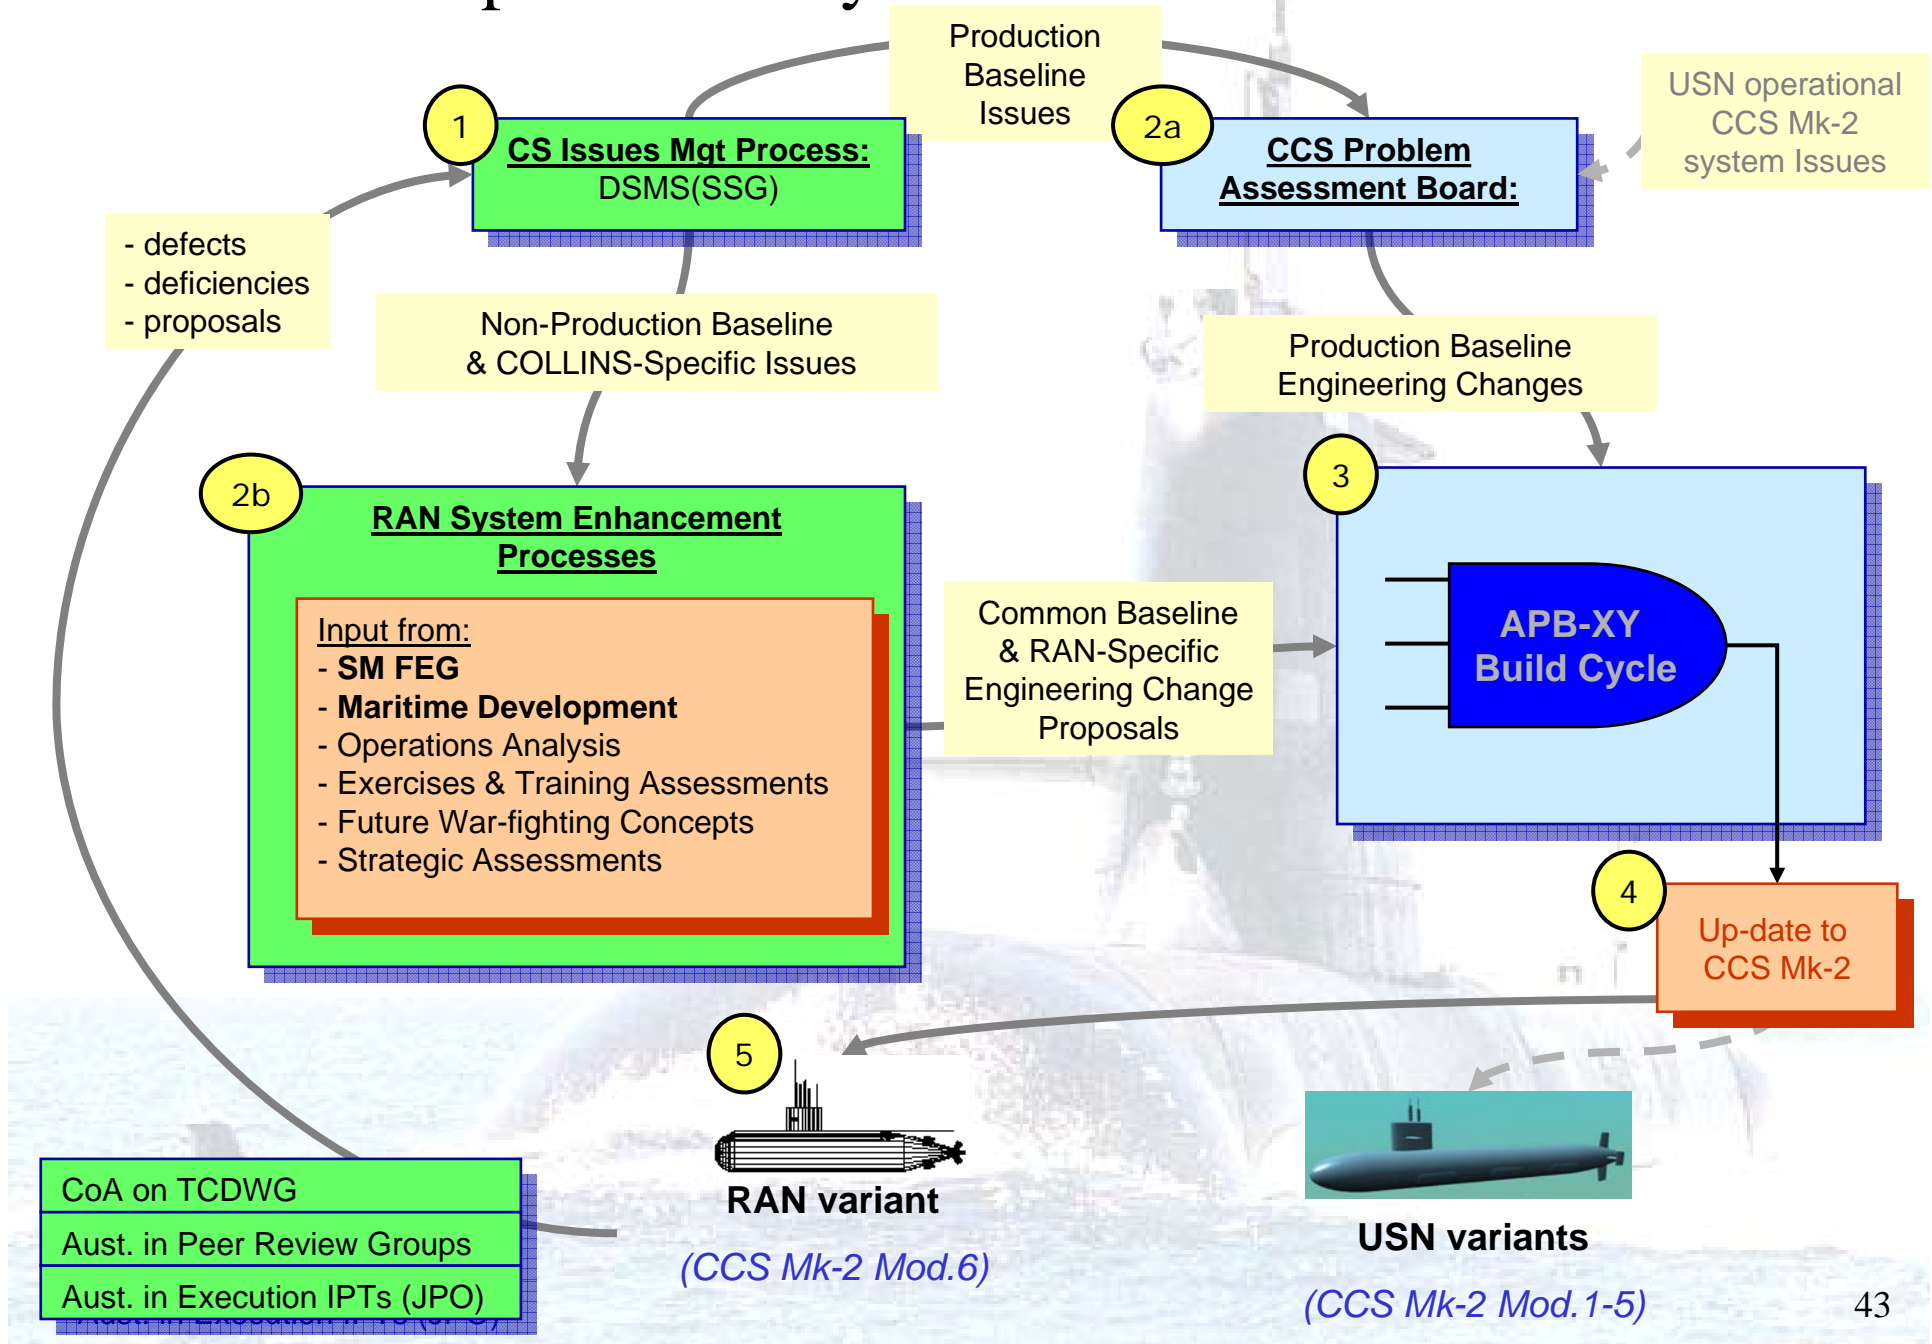 Production
Baseline
Issues
USN operational
CCS Mk-2
system Issues
1
CS Issues Mgt Process:
DSMS(SSG)
2a
CCS Problem
Assessment Board:
- defects
- deficiencies
- proposals
Non-Production Baseline
& COLLINS-Specific Issues
Production Baseline
Engineering Changes
2b
RAN System Enhancement
Processes
Input from:
- SM FEG
- Maritime Development
- Operations Analysis
- Exercises & Training Assessments
- Future War-fighting Concepts
- Strategic Assessments
Common Baseline
& RAN-Specific
Engineering Change
Proposals
3
APB-XY
Build Cycle
4
Up-date to
CCS Mk-2
5
RAN variant
(CCS Mk-2 Mod.6)
USN variants
(CCS Mk-2 Mod.1-5)
CoA on TCDWG
Aust. in Peer Review Groups
Aust. in Execution IPTs (JPO)
43